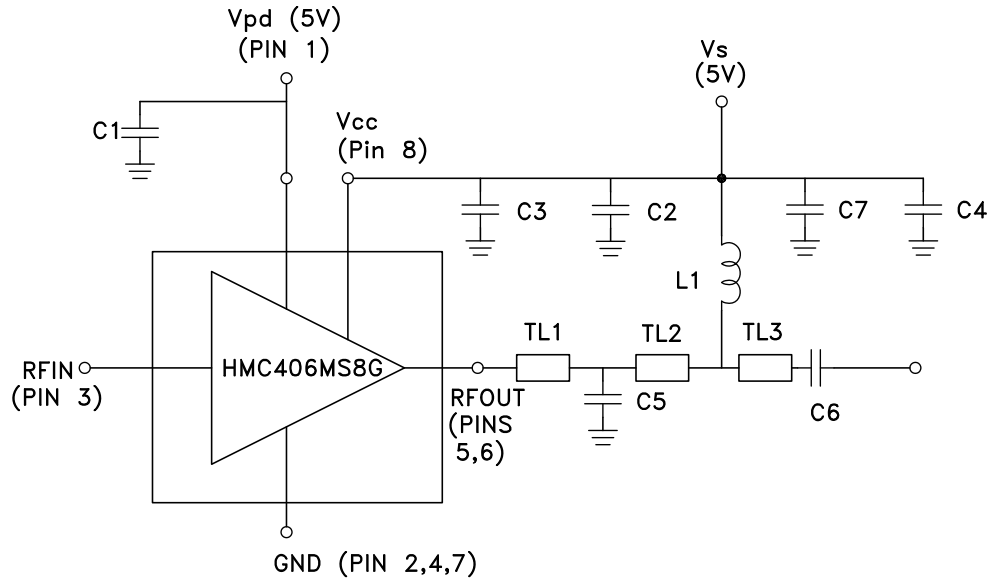 Vpd (5V)
(PIN 1)
Vs
(5V)
C1
Vcc
(Pin 8)
C3
C2
C7
C4
L1
TL1
TL2
TL3
RFIN
(PIN 3)
HMC406MS8G
RFOUT
(PINS
5,6)
C5
C6
GND (PIN 2,4,7)